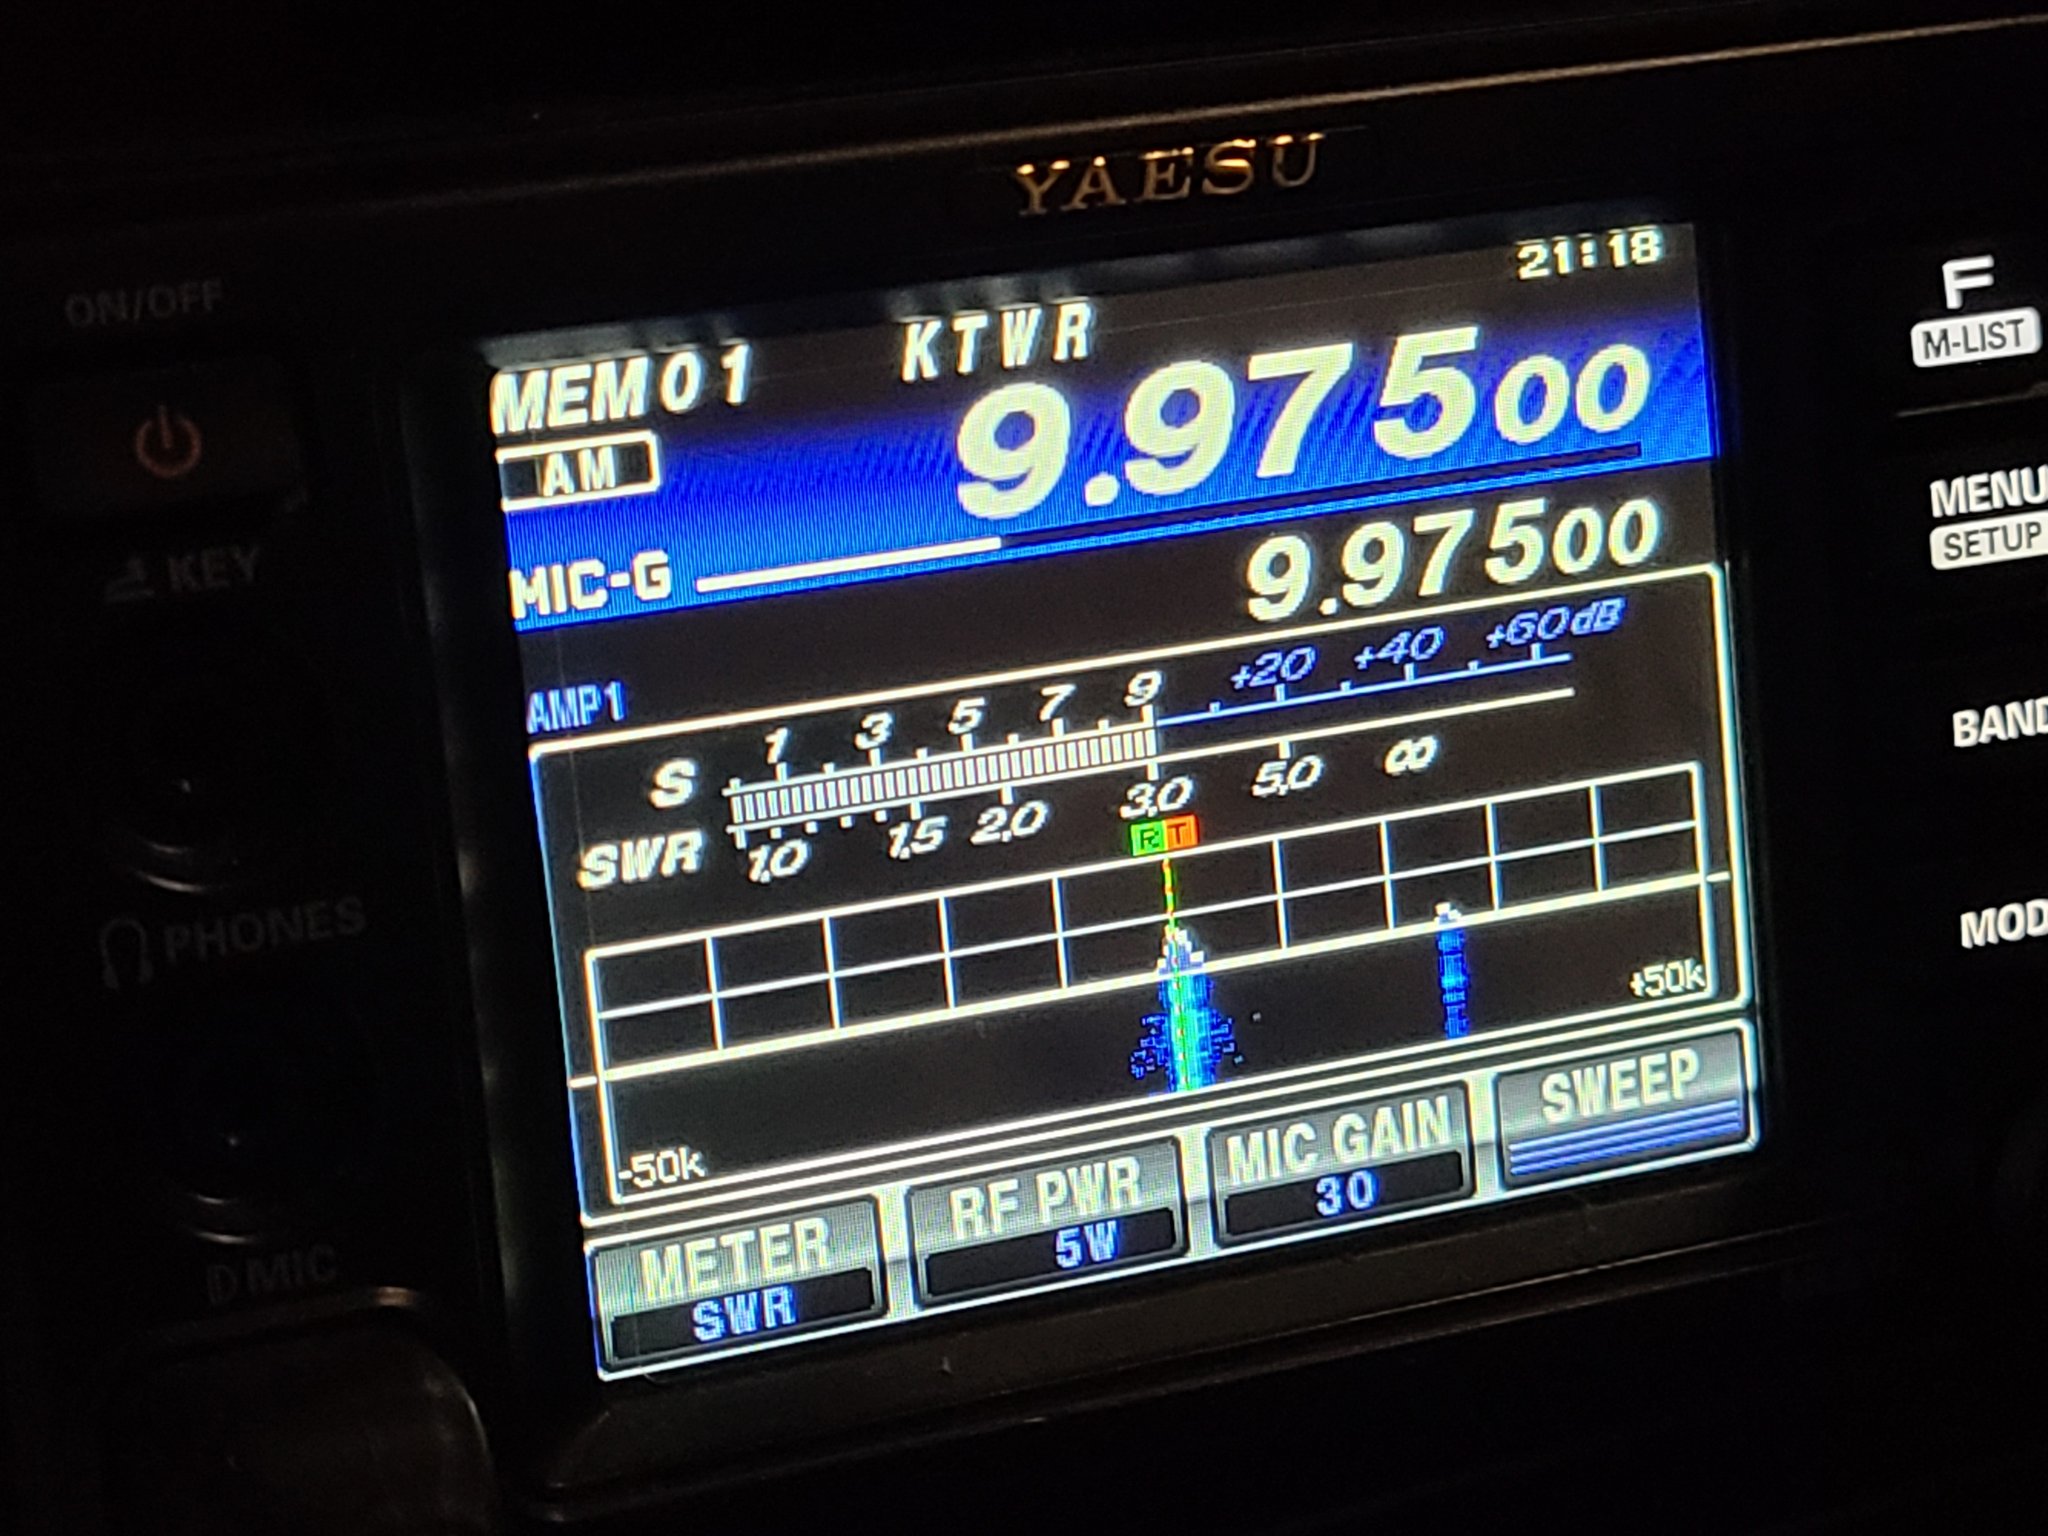 YAESU
21:18
KTWR
MEM01
9.97500
AM
MIC-G
9.97500
AMP1
S 1 3 5 7 9 +20 +40 +60dB
SWR 1.0 1.5 2.0 3.0 5.0 ∞
R T
-50k +50k
METER
SWR
RF PWR
5W
MIC GAIN
30
SWEEP
ON/OFF
KEY
PHONES
MIC
F
M-LIST
MENU
SETUP
BAND
MOD